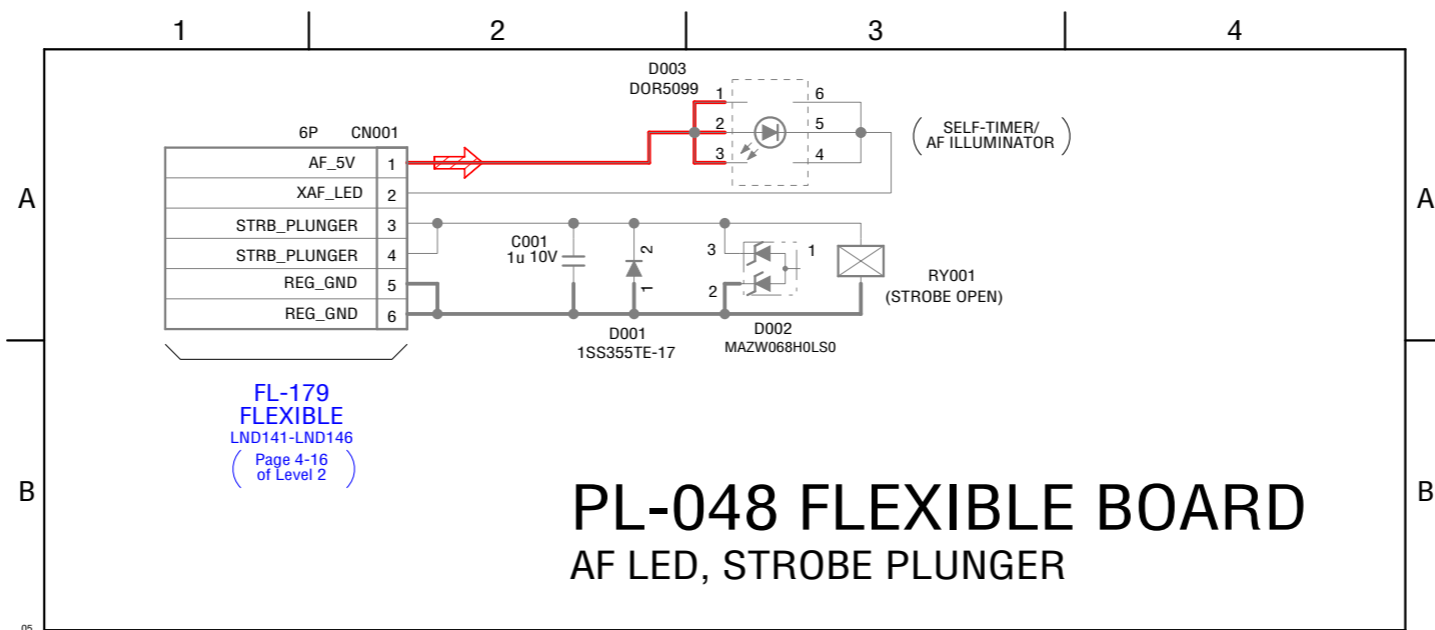 1 2 3 4
A A
B B
D003
DOR5099
1 6
2 5
3 4
( SELF-TIMER/
AF ILLUMINATOR )
6P CN001
AF_5V 1
XAF_LED 2
STRB_PLUNGER 3
STRB_PLUNGER 4
REG_GND 5
REG_GND 6
C001
1u 10V
2
1
D001
1SS355TE-17
3 1
2
D002
MAZW068H0LS0
RY001
(STROBE OPEN)
FL-179
FLEXIBLE
LND141-LND146
( Page 4-16
of Level 2 )
PL-048 FLEXIBLE BOARD
AF LED, STROBE PLUNGER
05